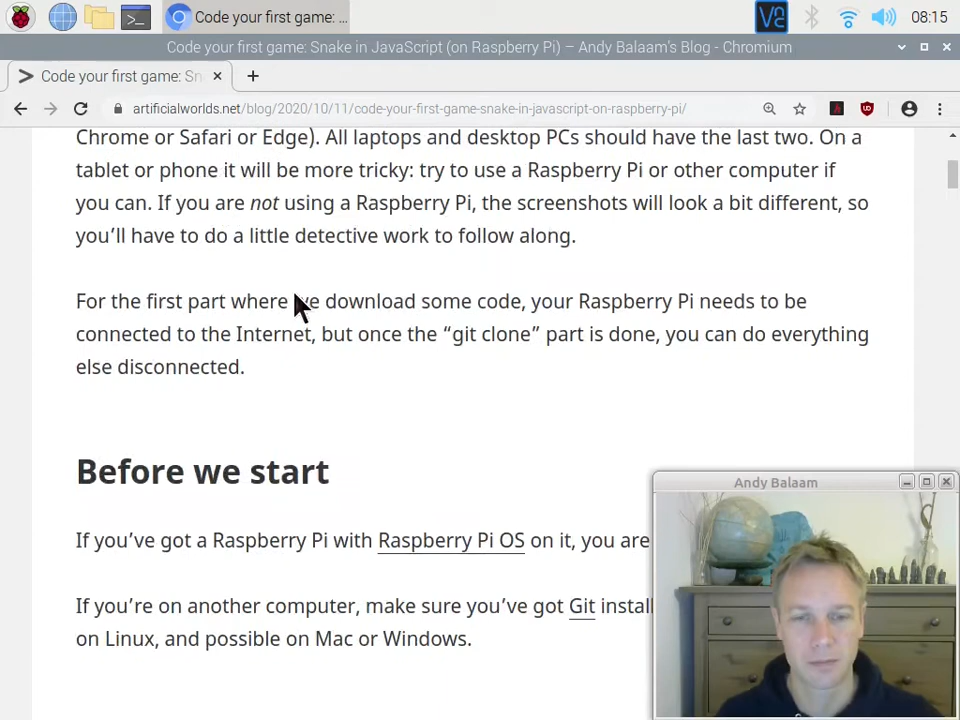 Code your first game: ...
08:15
Code your first game: Snake in JavaScript (on Raspberry Pi) – Andy Balaam's Blog - Chromium
Code your first game: Sn
artificialworlds.net/blog/2020/10/11/code-your-first-game-snake-in-javascript-on-raspberry-pi/
Chrome or Safari or Edge). All laptops and desktop PCs should have the last two. On a
tablet or phone it will be more tricky: try to use a Raspberry Pi or other computer if
you can. If you are not using a Raspberry Pi, the screenshots will look a bit different, so
you’ll have to do a little detective work to follow along.
For the first part where we download some code, your Raspberry Pi needs to be
connected to the Internet, but once the “git clone” part is done, you can do everything
else disconnected.
Before we start
Andy Balaam
If you’ve got a Raspberry Pi with Raspberry Pi OS on it, you are
If you’re on another computer, make sure you’ve got Git install
on Linux, and possible on Mac or Windows.